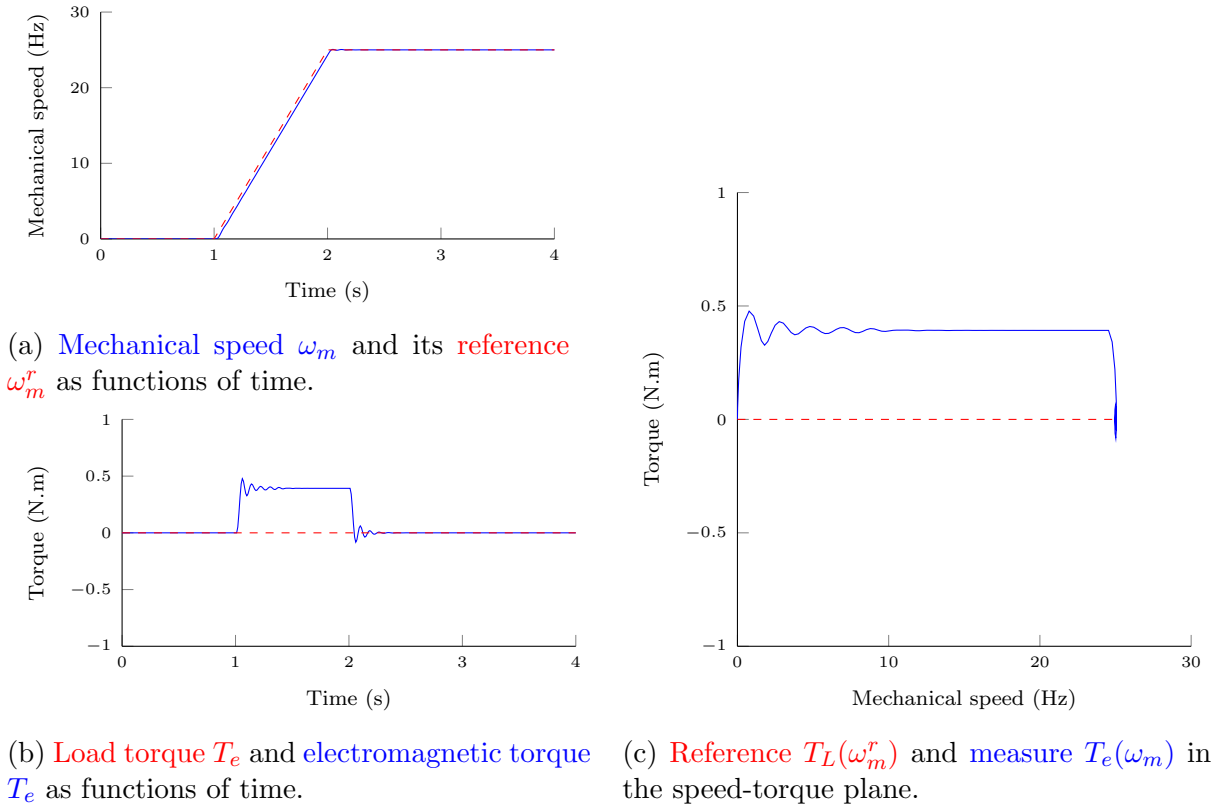 30
20
10
0
Mechanical speed (Hz)
0 1 2 3 4
Time (s)
(a) Mechanical speed ωm and its reference
ωm^r as functions of time.
1
0.5
0
−0.5
−1
Torque (N.m)
0 1 2 3 4
Time (s)
(b) Load torque Te and electromagnetic torque
Te as functions of time.
1
0.5
0
−0.5
−1
Torque (N.m)
0 10 20 30
Mechanical speed (Hz)
(c) Reference TL(ωm^r) and measure Te(ωm) in
the speed-torque plane.